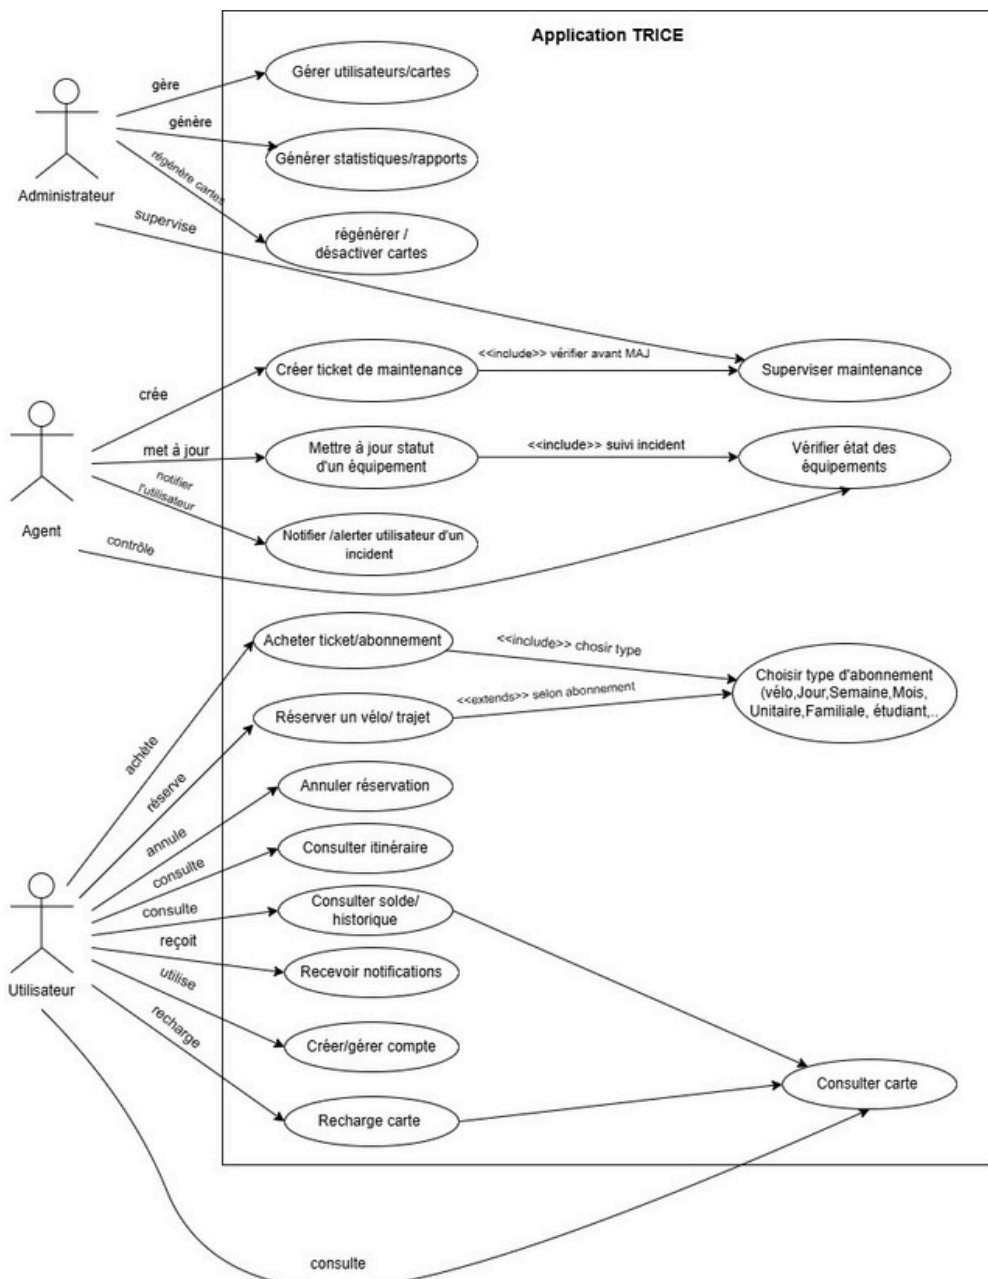 Application TRICE
gère
Gérer utilisateurs/cartes
génère
Générer statistiques/rapports
régénère cartes
Administrateur
supervise
régénérer /
désactiver cartes
<<include>> vérifier avant MAJ
Créer ticket de maintenance
Superviser maintenance
crée
met à jour
Mettre à jour statut
d'un équipement
<<include>> suivi incident
Vérifier état des
équipements
notifier
l'utilisateur
Agent
contrôle
Notifier /alerter utilisateur d'un
incident
Acheter ticket/abonnement
<<include>> chosir type
Choisir type d'abonnement
(vélo,Jour,Semaine,Mois,
Unitaire,Familiale, étudiant,..
<<extends>> selon abonnement
Réserver un vélo/ trajet
achète
réserve
Annuler réservation
annule
Consulter itinéraire
consulte
Consulter solde/
historique
consulte
reçoit
Recevoir notifications
utilise
Utilisateur
recharge
Créer/gérer compte
Consulter carte
Recharge carte
consulte